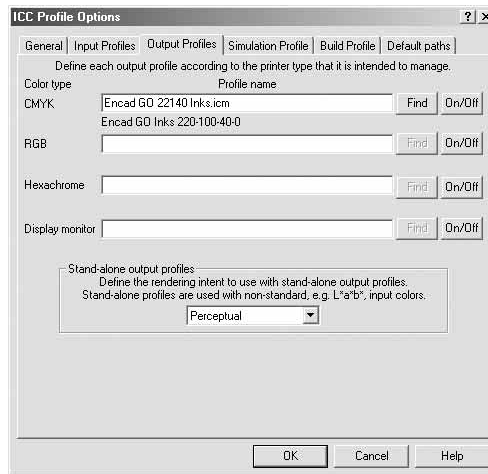 ICC Profile Options
General Input Profiles Output Profiles Simulation Profile Build Profile Default paths
Define each output profile according to the printer type that it is intended to manage.
Color type Profile name
CMYK Encad GO 22140 Inks.icm Find On/Off
Encad GO Inks 220-100-40-0
RGB Find On/Off
Hexachrome Find On/Off
Display monitor Find On/Off
Stand-alone output profiles
Define the rendering intent to use with stand-alone output profiles.
Stand-alone profiles are used with non-standard, e.g. L*a*b*, input colors.
Perceptual
OK Cancel Help